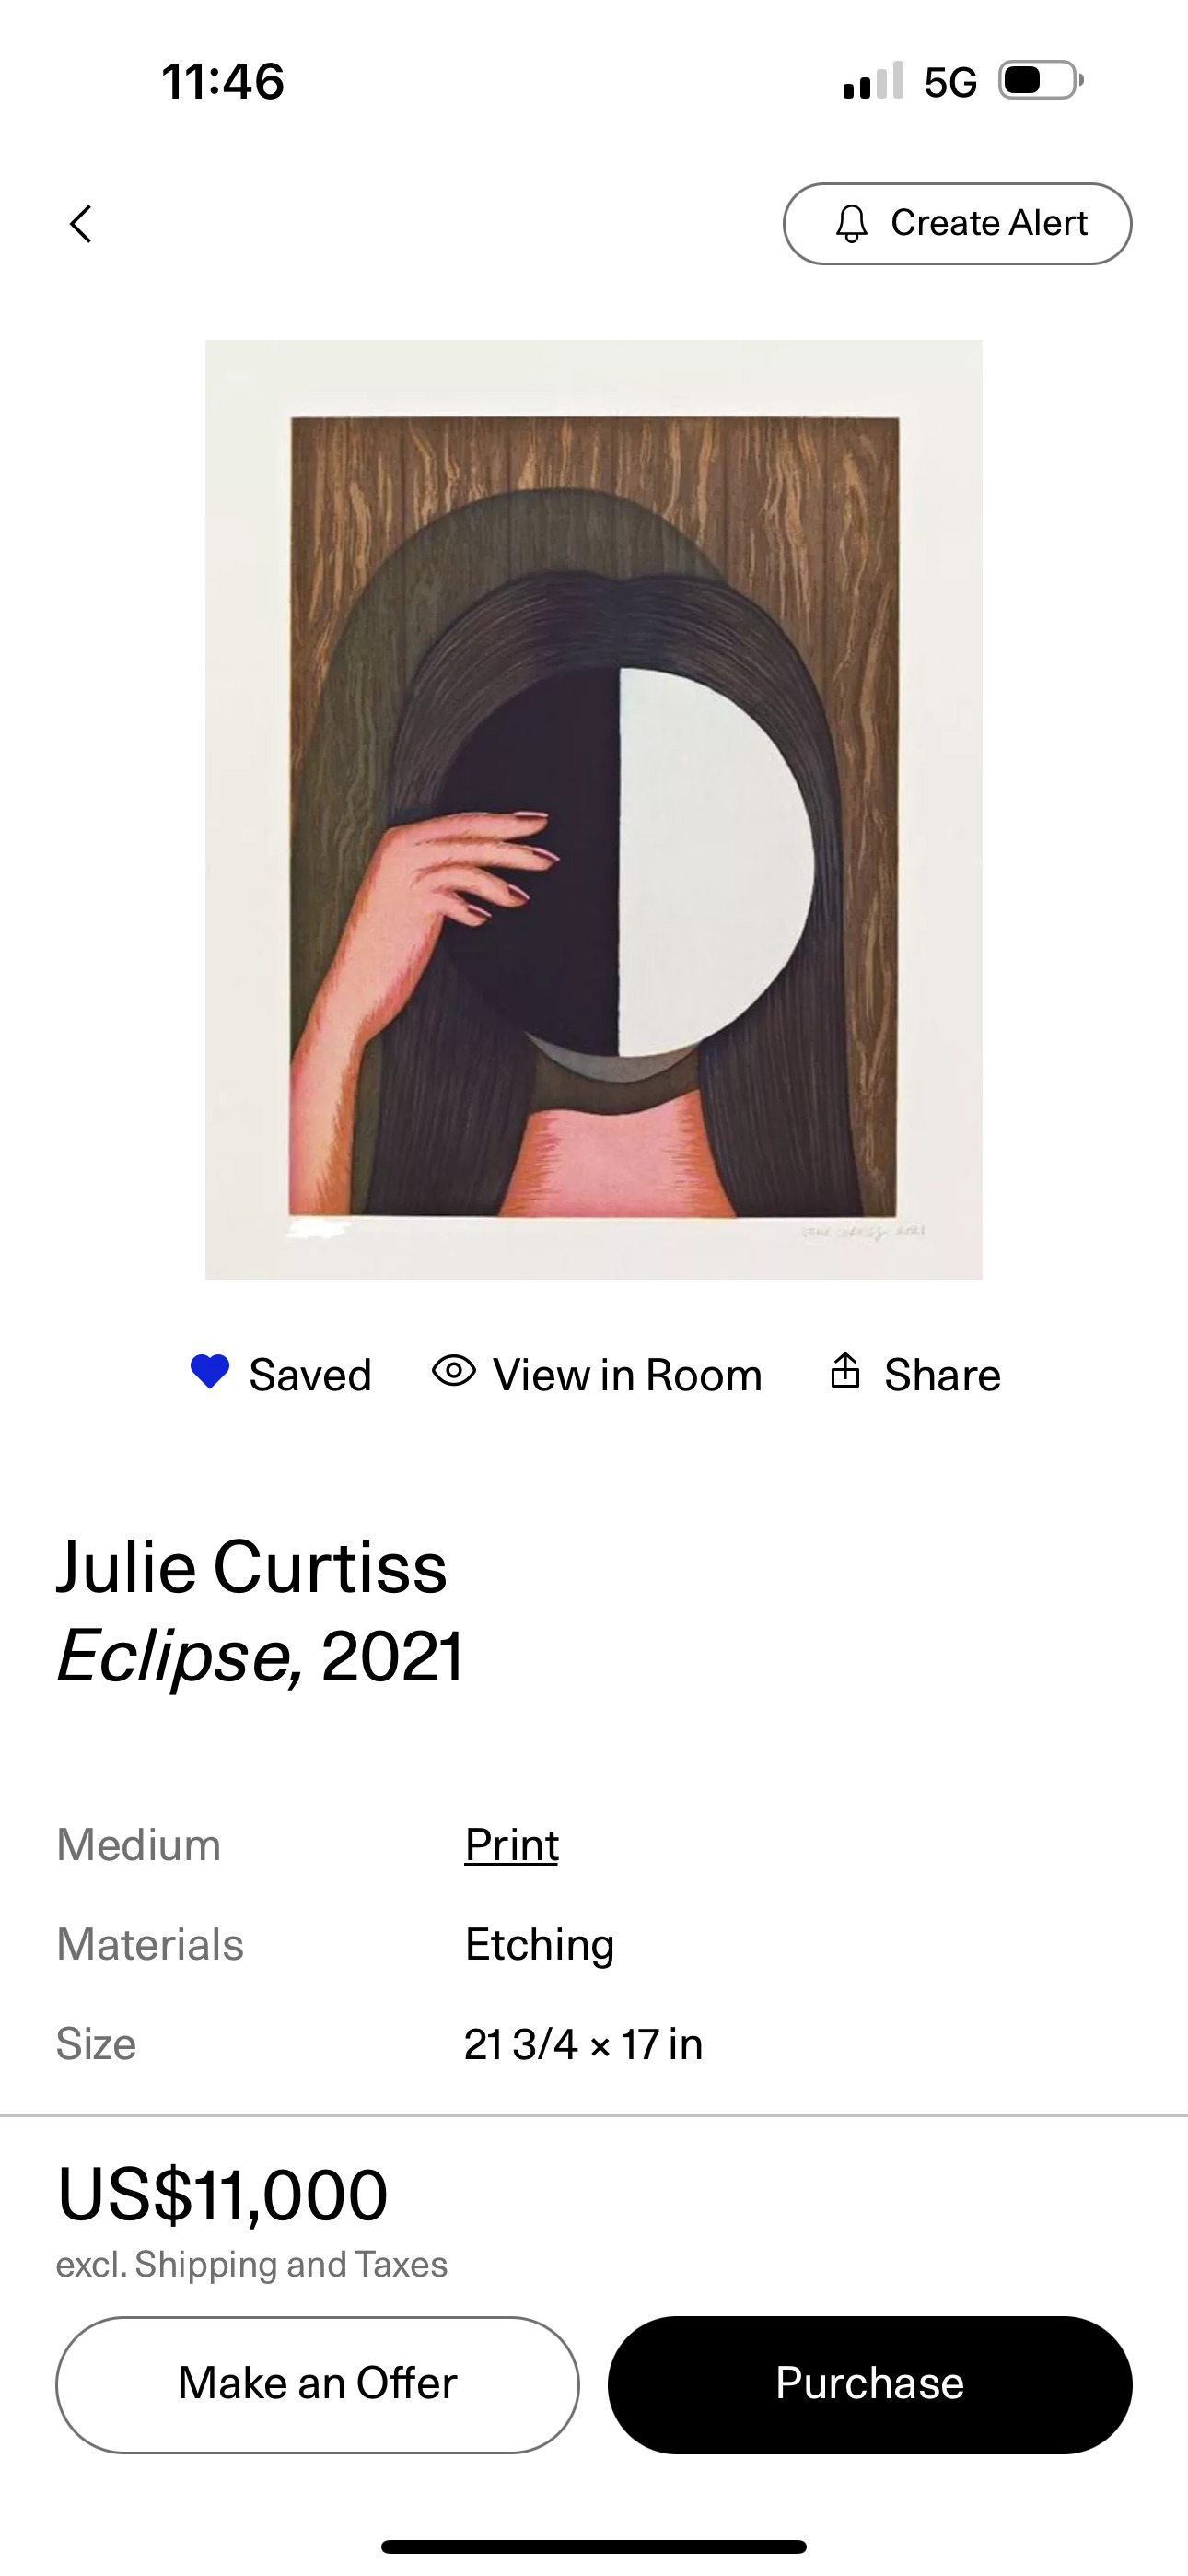 11:46
5G
Create Alert
Saved
View in Room
Share
Julie Curtiss
Eclipse, 2021
Medium
Print
Materials
Etching
Size
21 3/4 × 17 in
US$11,000
excl. Shipping and Taxes
Make an Offer
Purchase